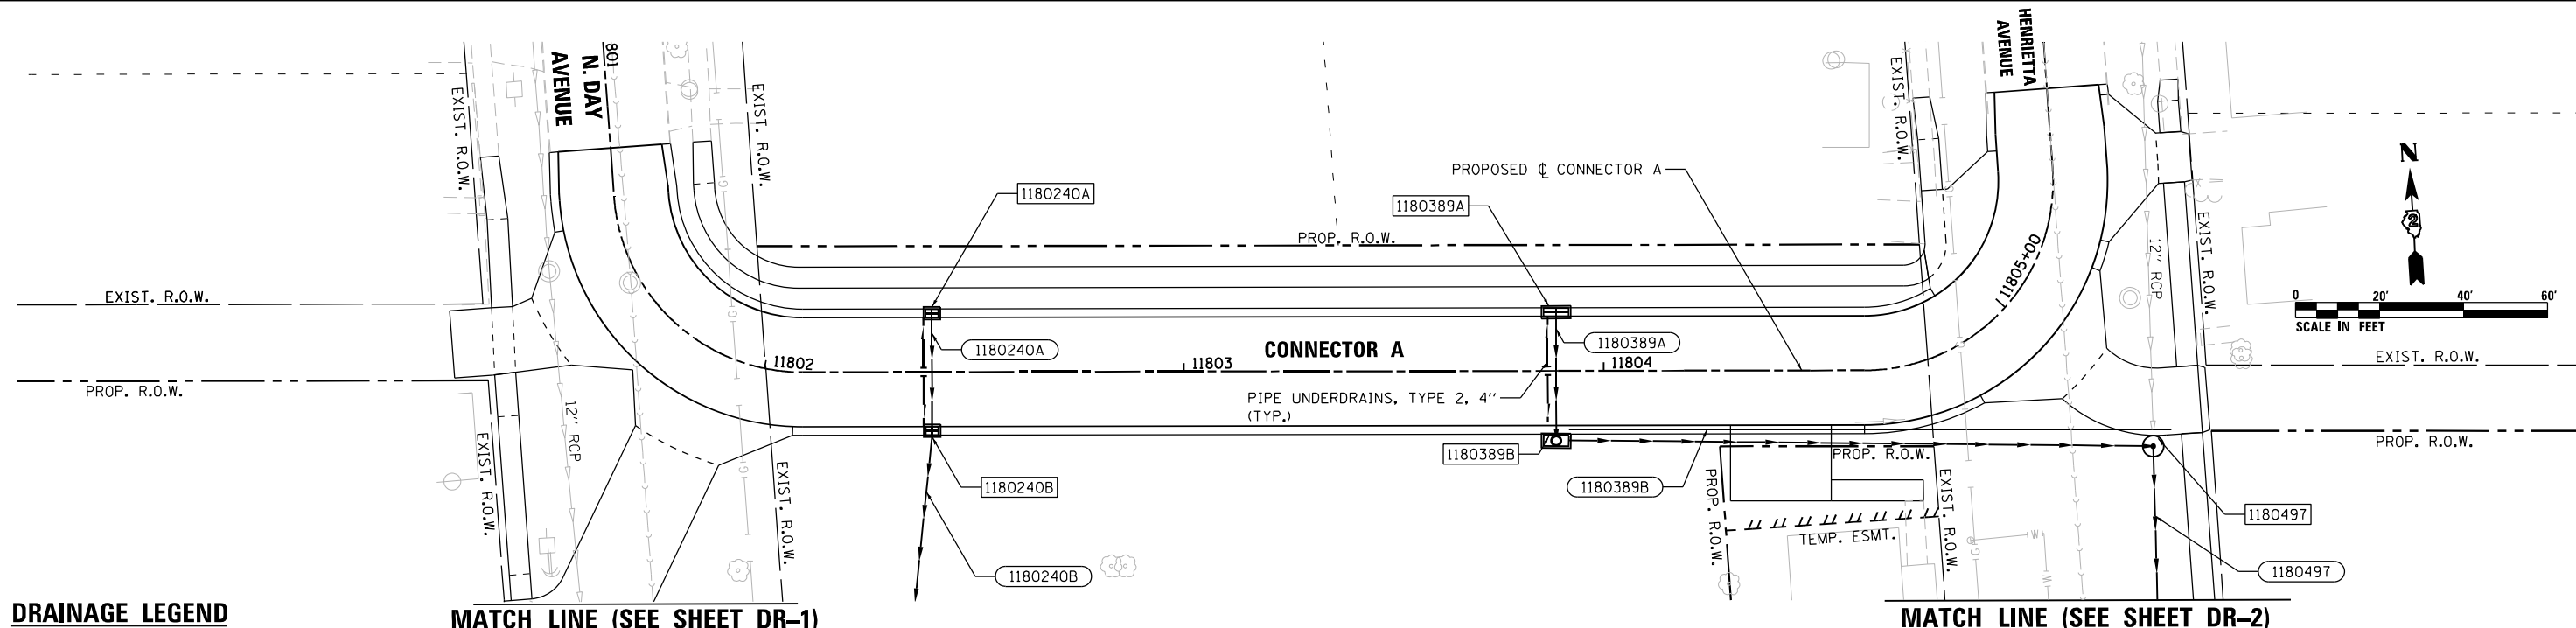 N. DAY
AVENUE
801
HENRIETTA
AVENUE
EXIST. R.O.W.
EXIST. R.O.W.
EXIST. R.O.W.
EXIST. R.O.W.
1180240A
1180389A
PROPOSED ℄ CONNECTOR A
N
2
PROP. R.O.W.
11805+00
12" RCP
0 20' 40' 60'
SCALE IN FEET
EXIST. R.O.W.
PROP. R.O.W.
1180240A
1180389A
CONNECTOR A
11802
11803
11804
EXIST. R.O.W.
PIPE UNDERDRAINS, TYPE 2, 4"
(TYP.)
12" RCP
EXIST. R.O.W.
EXIST. R.O.W.
1180240B
1180389B
1180389B
PROP. R.O.W.
PROP. R.O.W.
PROP. R.O.W.
EXIST. R.O.W.
TEMP. ESMT.
1180497
1180240B
1180497
G
G
G
G
G
G
W
W
DRAINAGE LEGEND
MATCH LINE (SEE SHEET DR-1)
MATCH LINE (SEE SHEET DR-2)